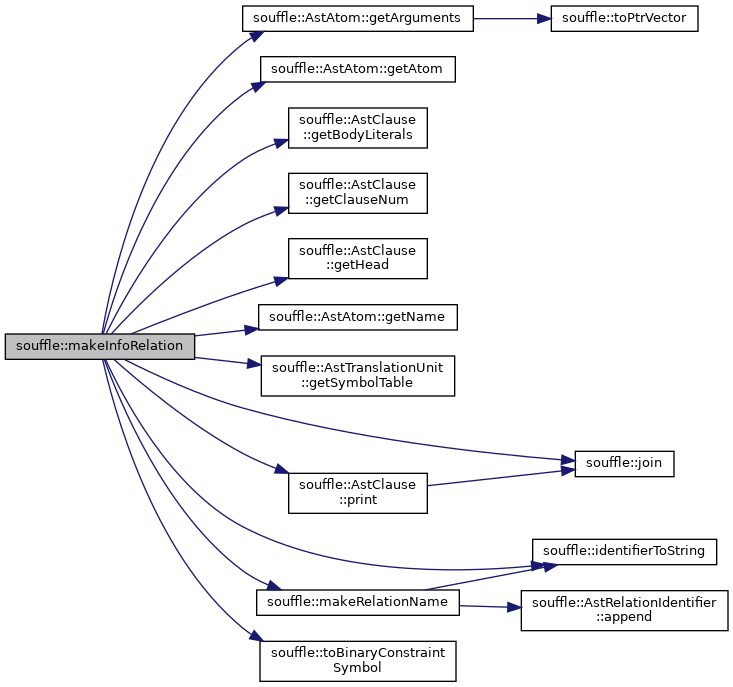 souffle::AstAtom::getArguments
souffle::toPtrVector
souffle::AstAtom::getAtom
souffle::AstClause
::getBodyLiterals
souffle::AstClause
::getClauseNum
souffle::AstClause
::getHead
souffle::AstAtom::getName
souffle::makeInfoRelation
souffle::AstTranslationUnit
::getSymbolTable
souffle::join
souffle::AstClause
::print
souffle::identifierToString
souffle::makeRelationName
souffle::AstRelationIdentifier
::append
souffle::toBinaryConstraint
Symbol